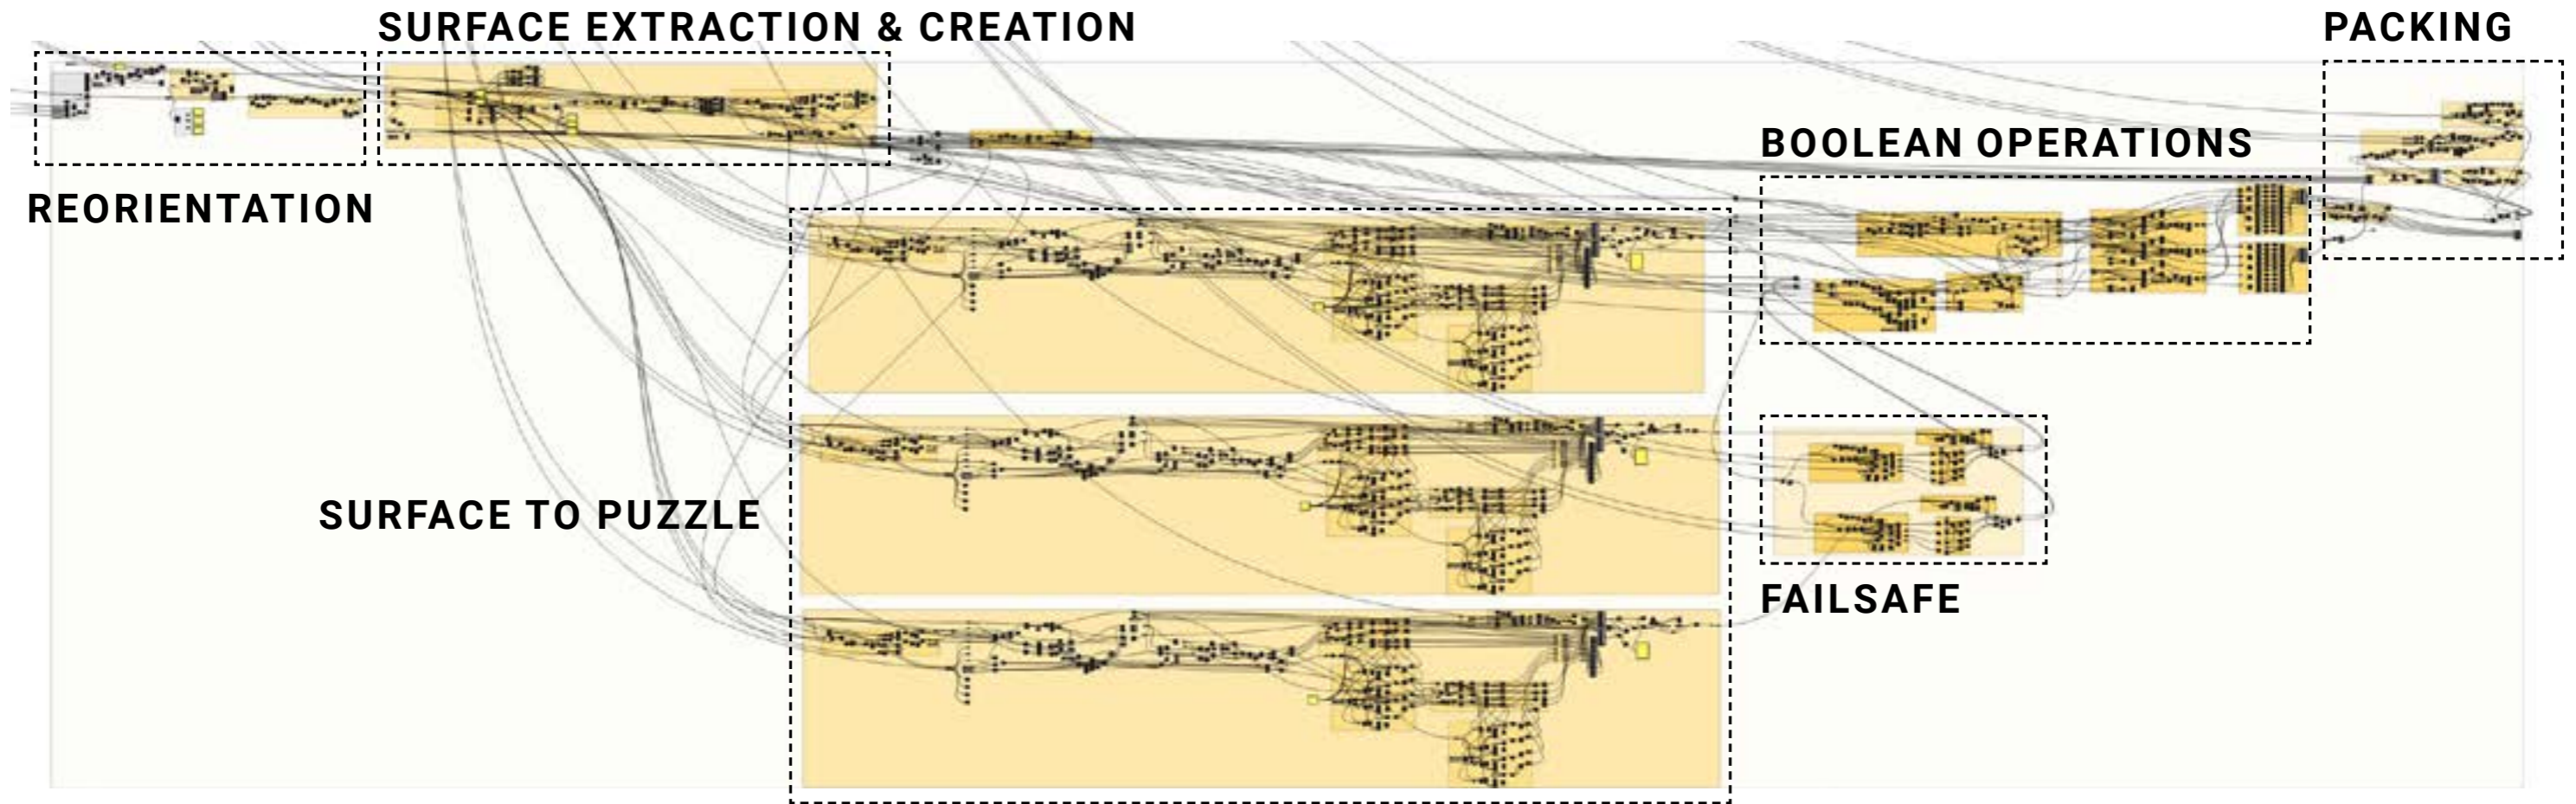 SURFACE EXTRACTION & CREATION
PACKING
BOOLEAN OPERATIONS
REORIENTATION
SURFACE TO PUZZLE
FAILSAFE